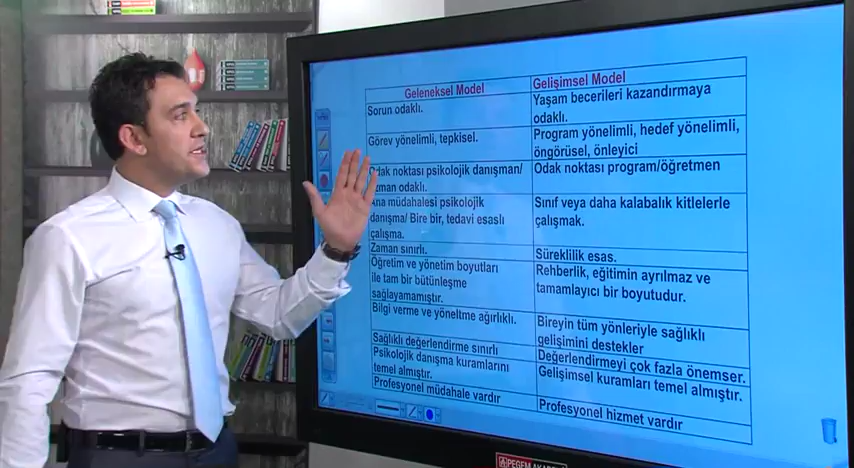 Geleneksel Model
Gelişimsel Model
Sorun odaklı.
Yaşam becerileri kazandırmaya
odaklı.
Görev yönelimli, tepkisel.
Program yönelimli, hedef yönelimli,
öngörüsel, önleyici
Odak noktası psikolojik danışman/
uzman odaklı.
Odak noktası program/öğretmen
Ana müdahalesi psikolojik
danışma/ Bire bir, tedavi esaslı
çalışma.
Sınıf veya daha kalabalık kitlelerle
çalışmak.
Zaman sınırlı.
Süreklilik esas.
Öğretim ve yönetim boyutları
ile tam bir bütünleşme
sağlayamamıştır.
Rehberlik, eğitimin ayrılmaz ve
tamamlayıcı bir boyutudur.
Bilgi verme ve yöneltme ağırlıklı.
Bireyin tüm yönleriyle sağlıklı
gelişimini destekler
Sağlıklı değerlendirme sınırlı
Değerlendirmeyi çok fazla önemser.
Psikolojik danışma kuramlarını
temel almıştır.
Gelişimsel kuramları temel almıştır.
Profesyonel müdahale vardır
Profesyonel hizmet vardır
PEGEM AKADEMİ